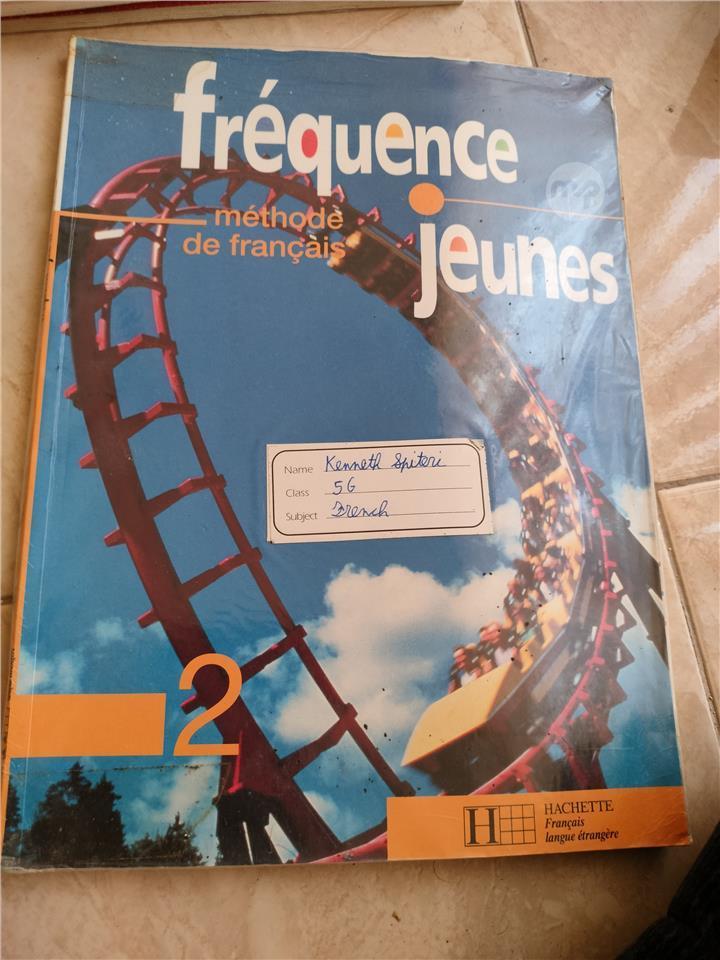 fréquence
jeunes
méthode
de français
Name Kenneth Spiteri
Class 5G
Subject French
2
H
HACHETTE
Français
langue étrangère